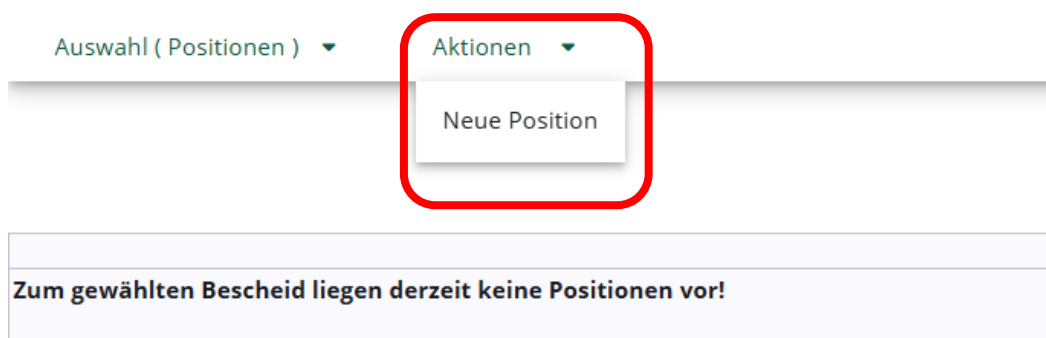 Auswahl ( Positionen ) Aktionen
Neue Position
Zum gewählten Bescheid liegen derzeit keine Positionen vor!